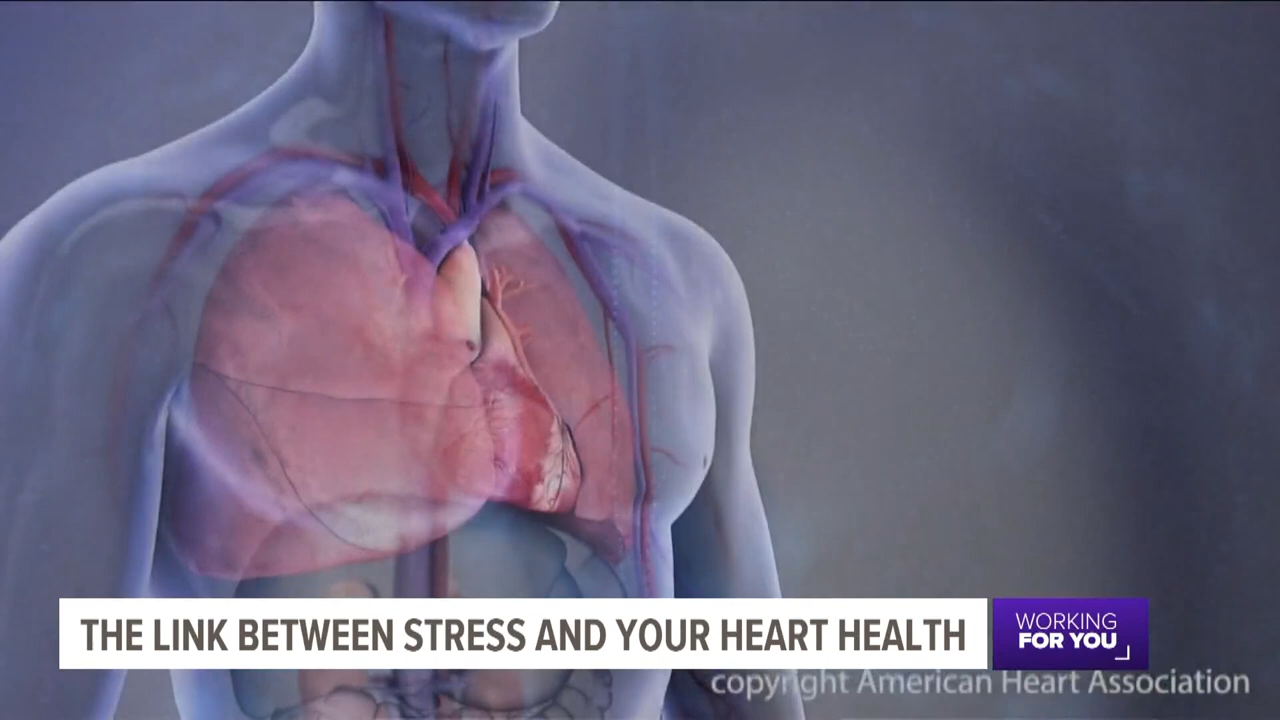 THE LINK BETWEEN STRESS AND YOUR HEART HEALTH
WORKING
FOR YOU
copyright American Heart Association